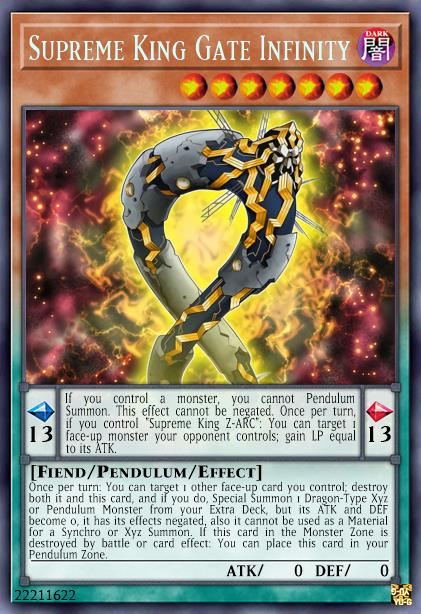 SUPREME KING GATE INFINITY
DARK
闇
If you control a monster, you cannot Pendulum
Summon. This effect cannot be negated. Once per turn,
if you control "Supreme King Z-ARC": You can target 1
face-up monster your opponent controls; gain LP equal
to its ATK.
13
13
[FIEND/PENDULUM/EFFECT]
Once per turn: You can target 1 other face-up card you control; destroy
both it and this card, and if you do, Special Summon 1 Dragon-Type Xyz
or Pendulum Monster from your Extra Deck, but its ATK and DEF
become 0, it has its effects negated, also it cannot be used as a Material
for a Synchro or Xyz Summon. If this card in the Monster Zone is
destroyed by battle or card effect: You can place this card in your
Pendulum Zone.
ATK/ 0 DEF/ 0
22211622